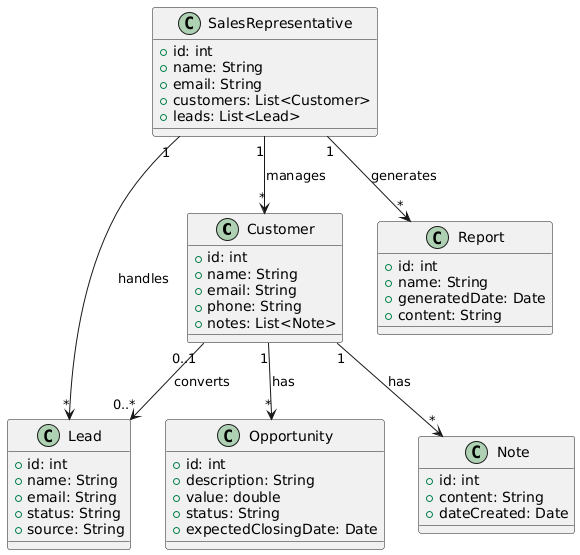 C SalesRepresentative
id: int
name: String
email: String
customers: List<Customer>
leads: List<Lead>
1
1
1
manages
generates
*
*
C Customer
id: int
name: String
email: String
phone: String
notes: List<Note>
C Report
id: int
name: String
generatedDate: Date
content: String
handles
0..1
1
1
converts
has
has
*
0..*
*
*
C Lead
id: int
name: String
email: String
status: String
source: String
C Opportunity
id: int
description: String
value: double
status: String
expectedClosingDate: Date
C Note
id: int
content: String
dateCreated: Date